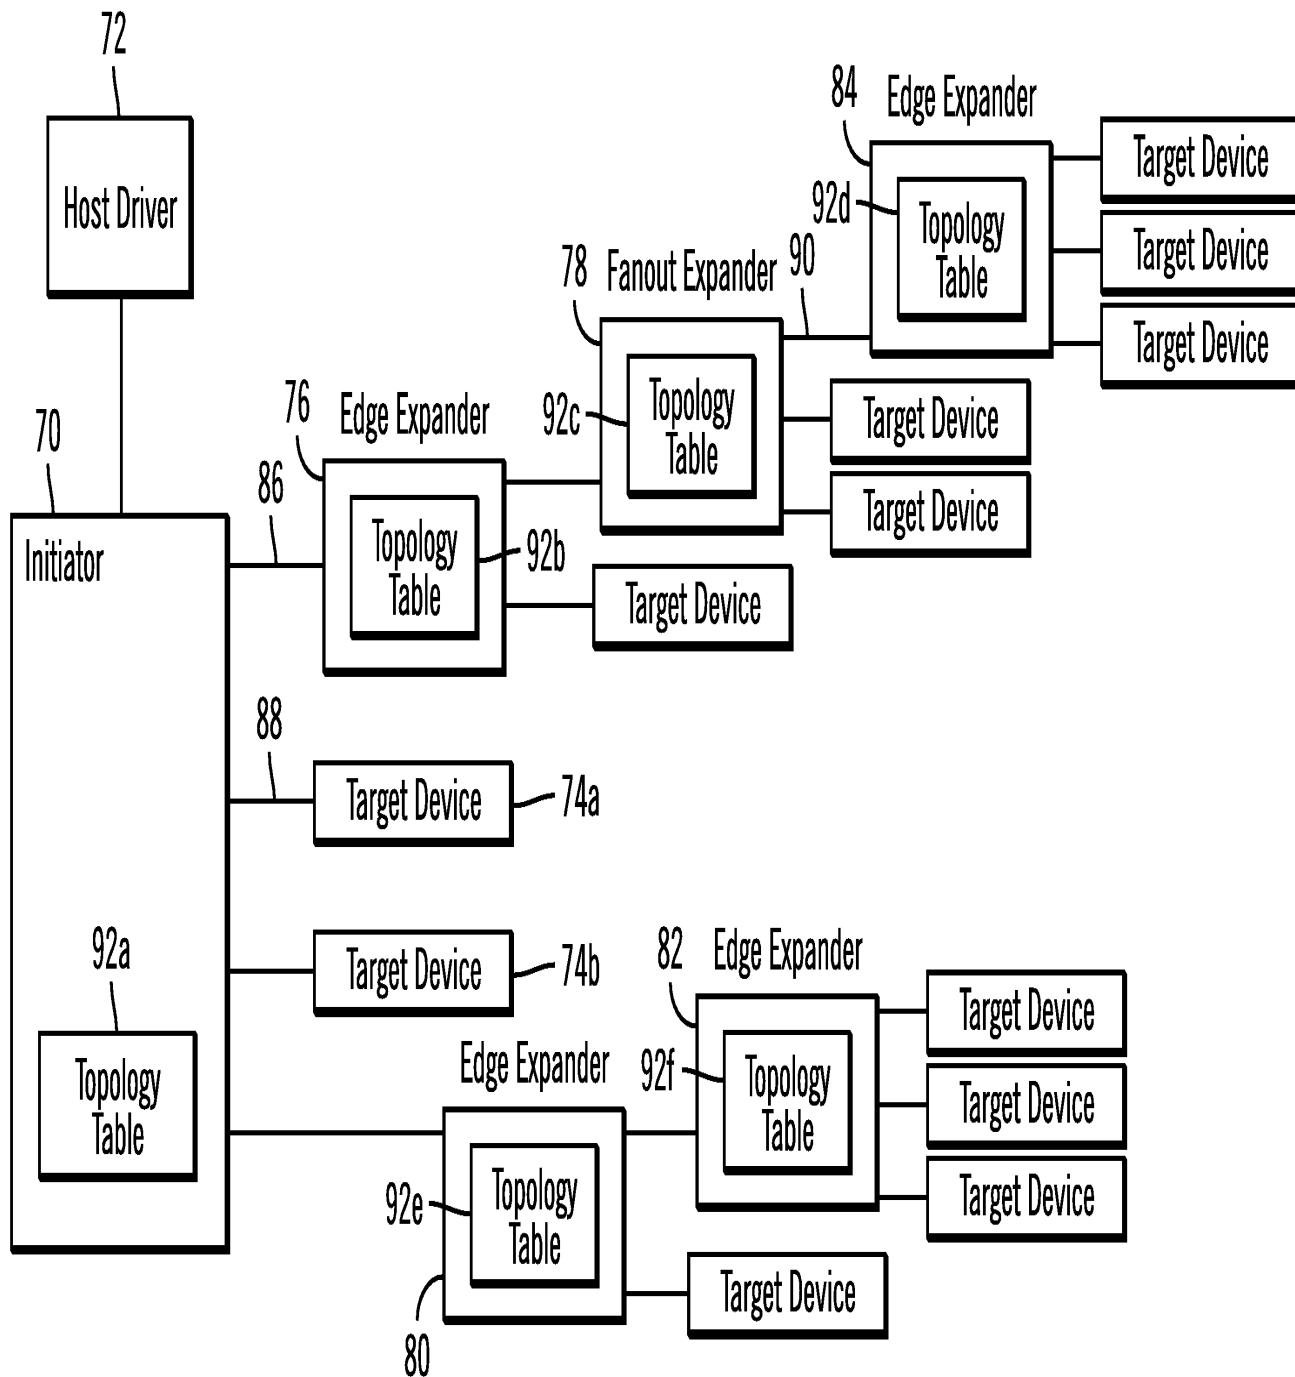 72
Host Driver
70
Initiator
92a
Topology
Table
86
76
Edge Expander
Topology
Table
92b
78
Fanout Expander
92c
Topology
Table
90
84
Edge Expander
92d
Topology
Table
Target Device
Target Device
Target Device
Target Device
Target Device
Target Device
88
Target Device
74a
Target Device
74b
Edge Expander
92e
Topology
Table
80
82
Edge Expander
92f
Topology
Table
Target Device
Target Device
Target Device
Target Device